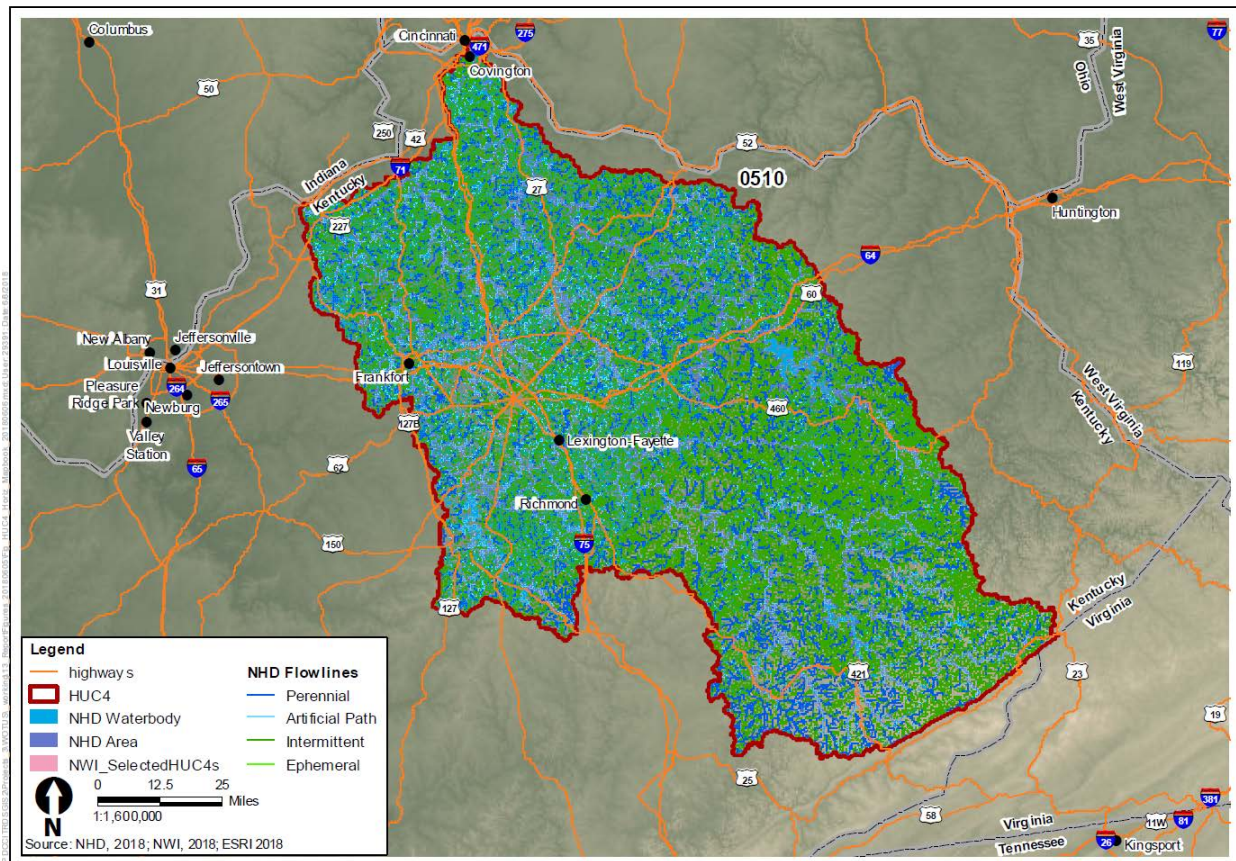 Columbus
Cincinnati
471
275
77
Covington
35
Ohio
West Virginia
50
250
42
52
Indiana
Kentucky
71
27
0510
227
Huntington
64
60
31
New Albany
Jeffersonville
Louisville
Jeffersontown
264
Pleasure
Ridge Park
Newburg
265
Valley
Station
65
Frankfort
127B
62
460
119
West Virginia
Kentucky
Lexington-Fayette
Richmond
150
75
127
Kentucky
Virginia
421
23
19
25
58
Virginia
Tennessee
11W
381
81
26
Kingsport
Legend
highways
HUC4
NHD Waterbody
NHD Area
NWI_SelectedHUC4s
NHD Flowlines
Perennial
Artificial Path
Intermittent
Ephemeral
N
0 12.5 25
Miles
1:1,600,000
Source: NHD, 2018; NWI, 2018; ESRI 2018